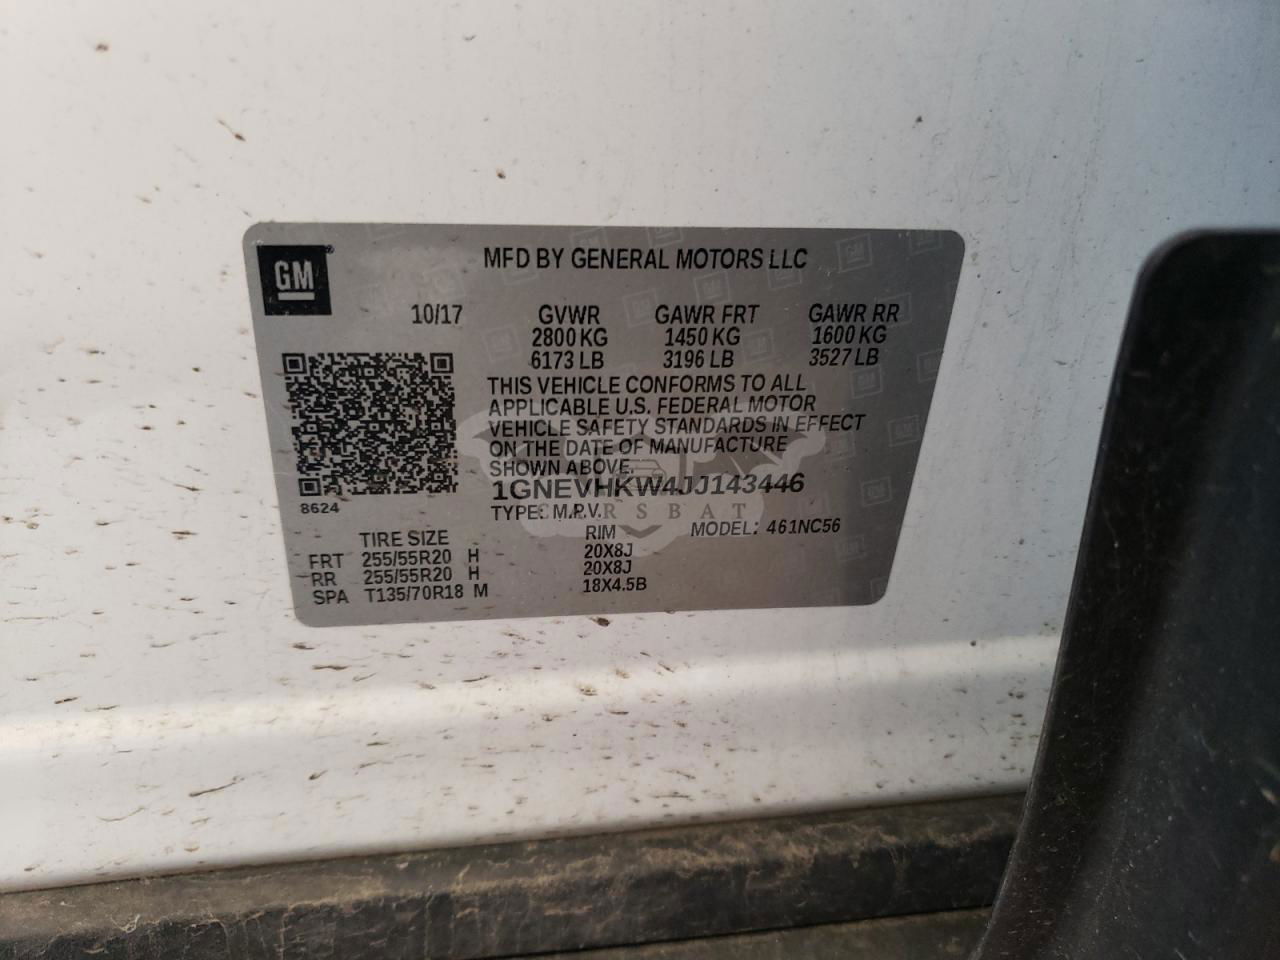 GM
MFD BY GENERAL MOTORS LLC
10/17 GVWR GAWR FRT GAWR RR
2800 KG 1450 KG 1600 KG
6173 LB 3196 LB 3527 LB
THIS VEHICLE CONFORMS TO ALL
APPLICABLE U.S. FEDERAL MOTOR
VEHICLE SAFETY STANDARDS IN EFFECT
ON THE DATE OF MANUFACTURE
SHOWN ABOVE.
1GNEVHKW4JJ143446
8624
TYPE: M.P.V.
CARSBAT
MODEL: 461NC56
TIRE SIZE RIM
FRT 255/55R20 H 20X8J
RR 255/55R20 H 20X8J
SPA T135/70R18 M 18X4.5B